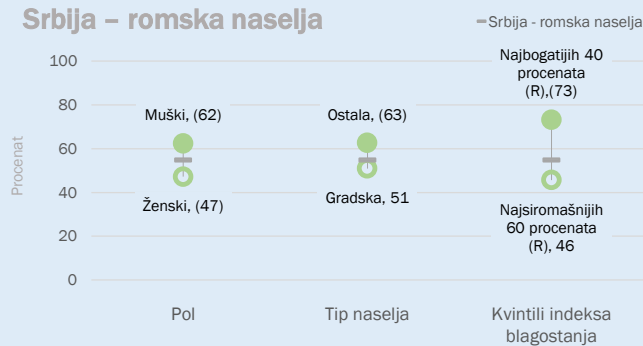 Srbija – romska naselja
Srbija - romska naselja
Procenat
100
80
60
40
20
0
Muški, (62)
Ženski, (47)
Ostala, (63)
Gradska, 51
Najbogatijih 40
procenata
(R),(73)
Najsiromašnijih
60 procenata
(R), 46
Pol
Tip naselja
Kvintili indeksa
blagostanja